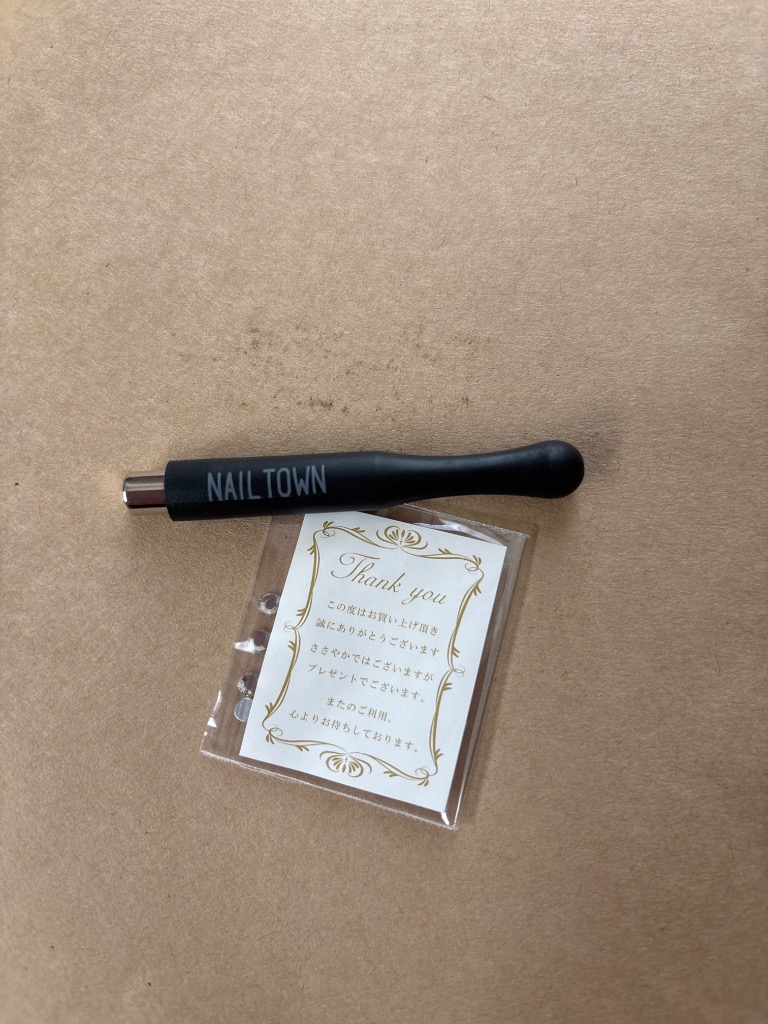 NAIL TOWN
Thank you
この度はお買い上げ頂き
誠にありがとうございます
ささやかではございますが
プレゼントでございます。
またのご利用、
心よりお待ちしております。